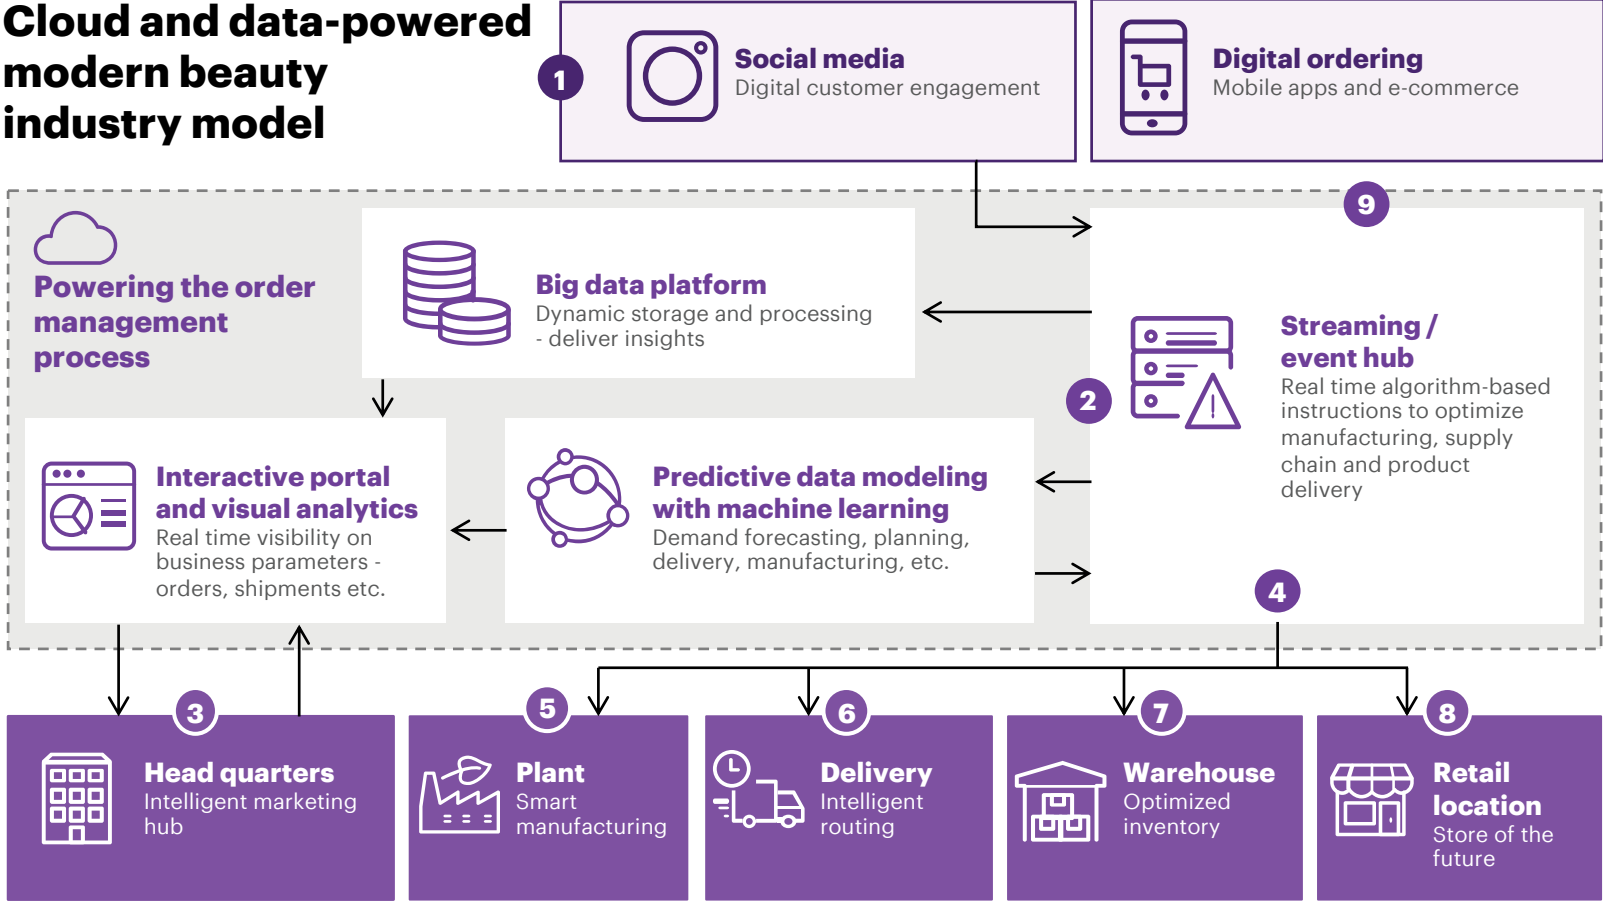 Cloud and data-powered
modern beauty
industry model
1
Social media
Digital customer engagement
Digital ordering
Mobile apps and e-commerce
9
Powering the order
management
process
Big data platform
Dynamic storage and processing
- deliver insights
2
Streaming /
event hub
Real time algorithm-based
instructions to optimize
manufacturing, supply
chain and product
delivery
Interactive portal
and visual analytics
Real time visibility on
business parameters -
orders, shipments etc.
Predictive data modeling
with machine learning
Demand forecasting, planning,
delivery, manufacturing, etc.
4
3
Head quarters
Intelligent marketing
hub
5
Plant
Smart
manufacturing
6
Delivery
Intelligent
routing
7
Warehouse
Optimized
inventory
8
Retail
location
Store of the
future